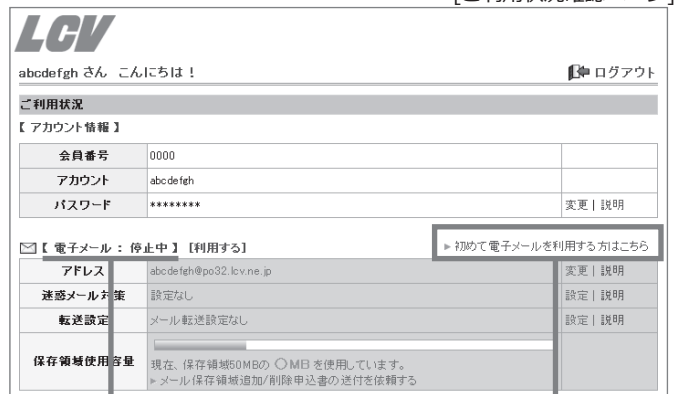 LCV
abcdefgh さん こんにちは！
ログアウト
ご利用状況
【 アカウント情報 】
会員番号 0000
アカウント abcdefgh
パスワード ******** 変更 | 説明
【 電子メール ： 停止中 】 [利用する] ▶ 初めて電子メールを利用する方はこちら
アドレス abcdefgh@po32.lcv.ne.jp 変更 | 説明
迷惑メール対策 設定なし 設定 | 説明
転送設定 メール転送設定なし 設定 | 説明
保存領域使用容量
現在、保存領域50MBの ○MB を使用しています。
▶ メール保存領域追加/削除申込書の送付を依頼する